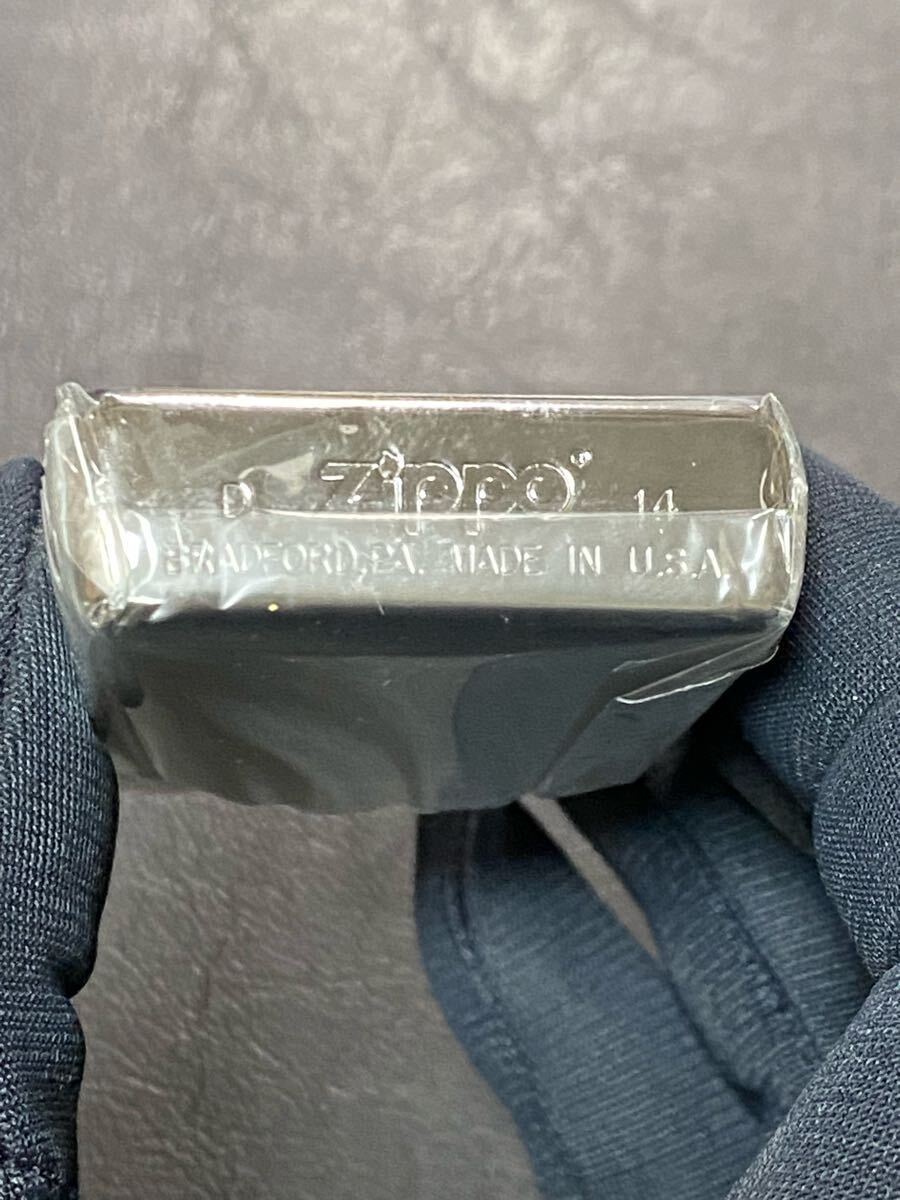 D Zippo® 14
BRADFORD,PA. MADE IN U.S.A